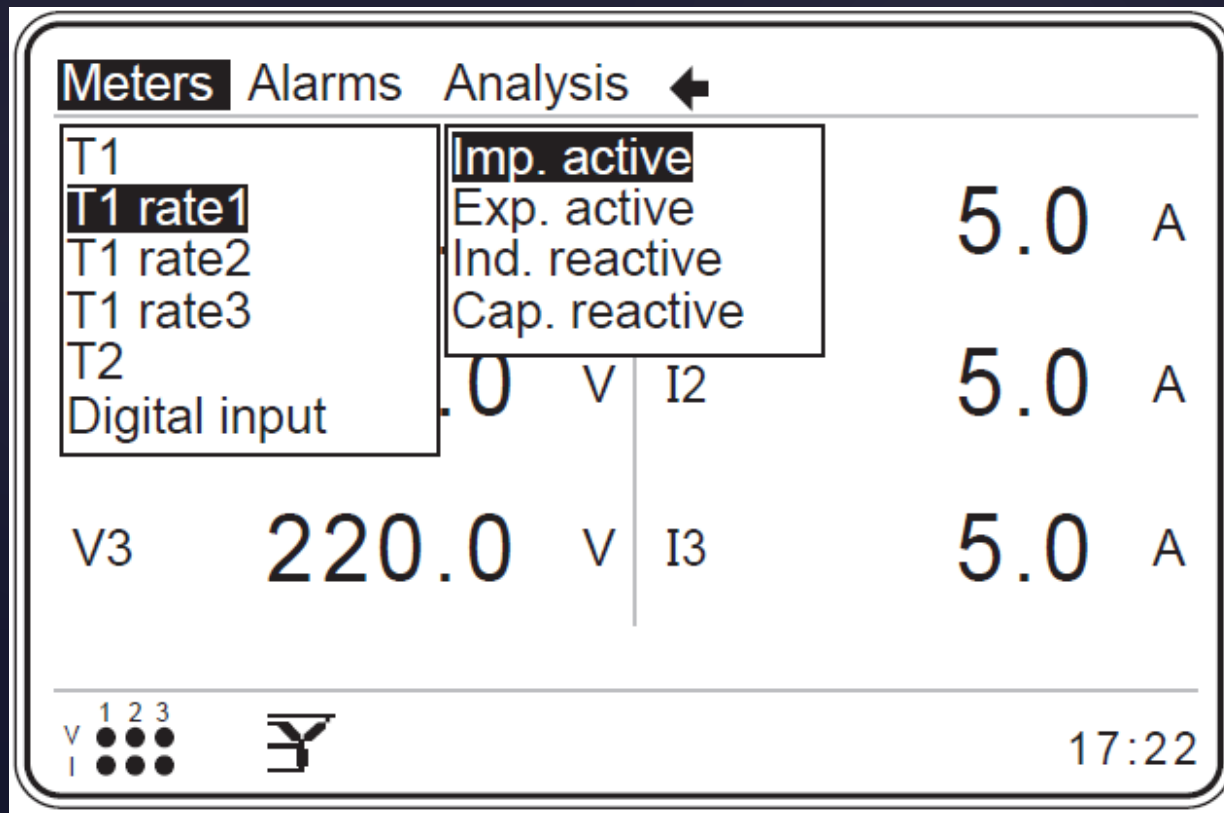 Meters Alarms Analysis
T1
T1 rate1
T1 rate2
T1 rate3
T2
Digital input
Imp. active
Exp. active
Ind. reactive
Cap. reactive
5.0 A
.0 V I2 5.0 A
V3 220.0 V I3 5.0 A
1 2 3
V
I
17:22